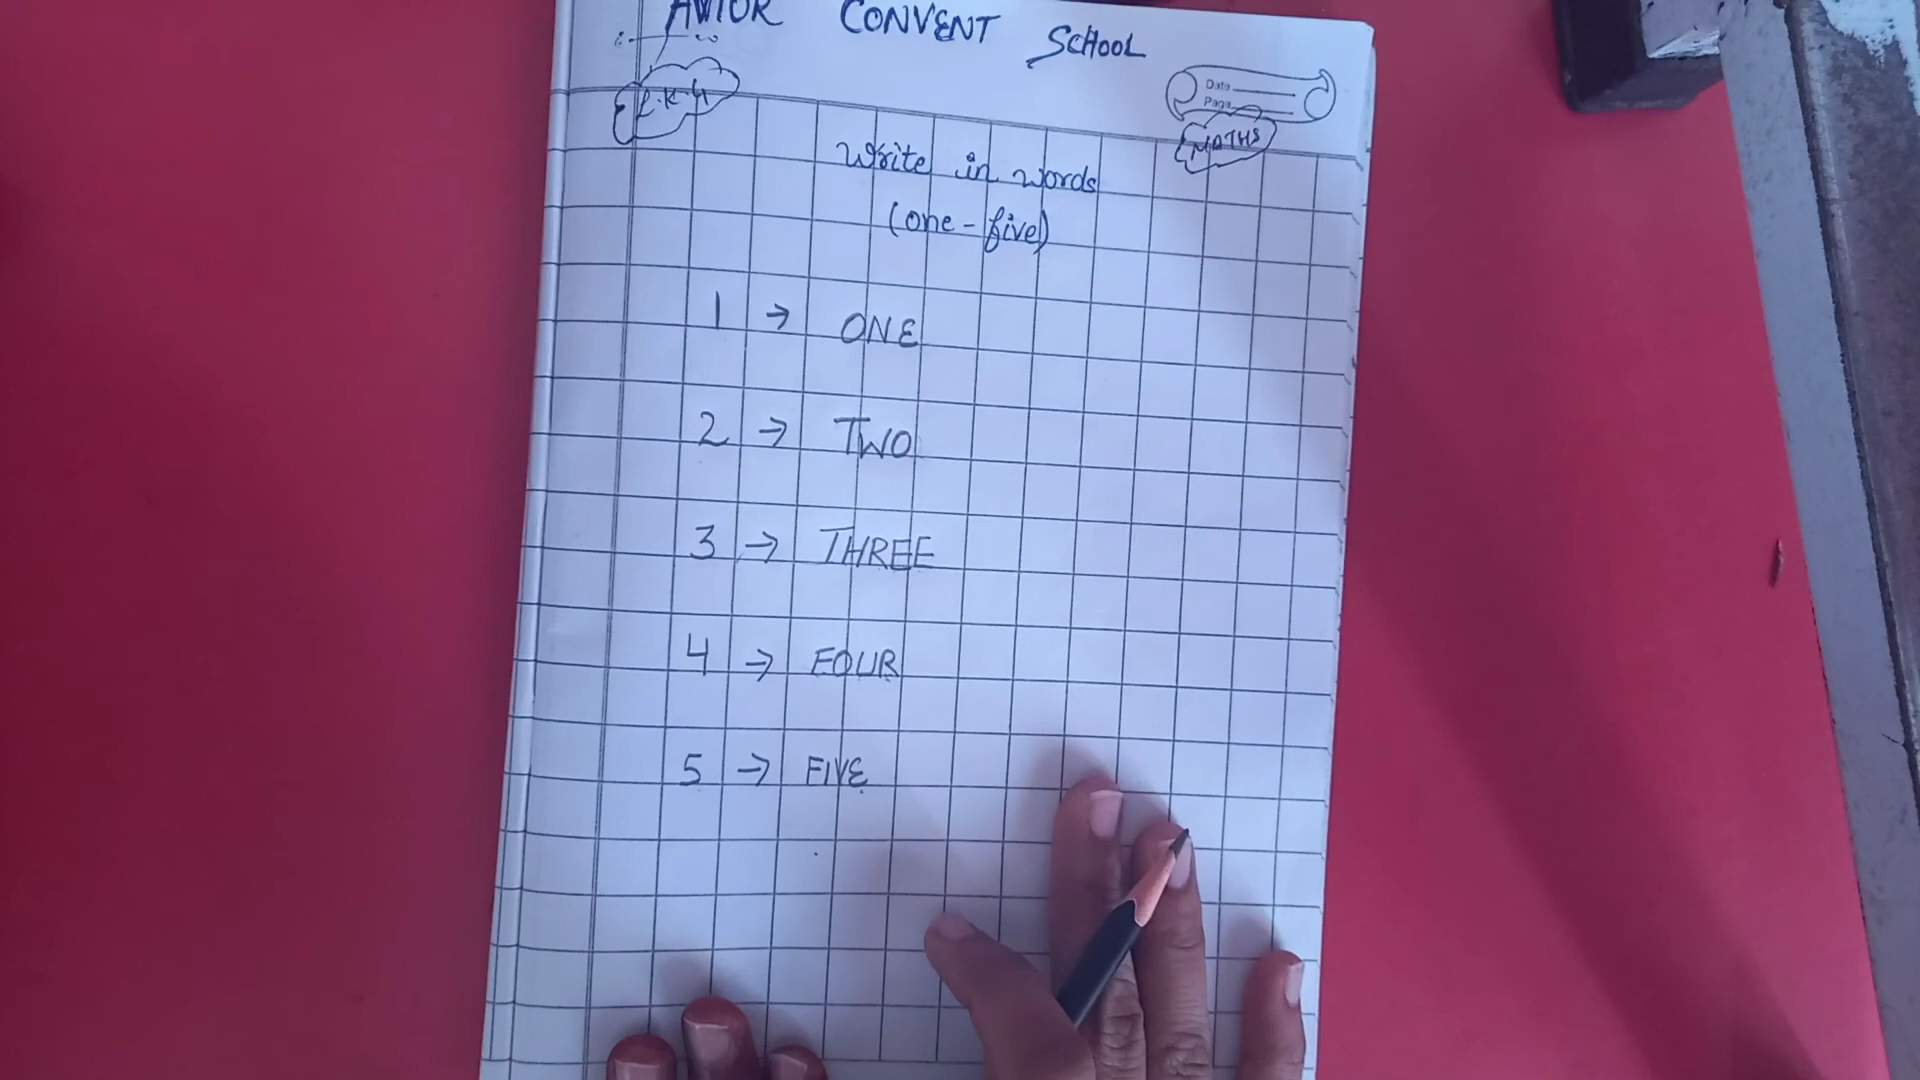 CONVENT SCHOOL
L.K.G
Date
Page
MATHS
Write in words
(one - five)
1 → ONE
2 → TWO
3 → THREE
4 → FOUR
5 → FIVE